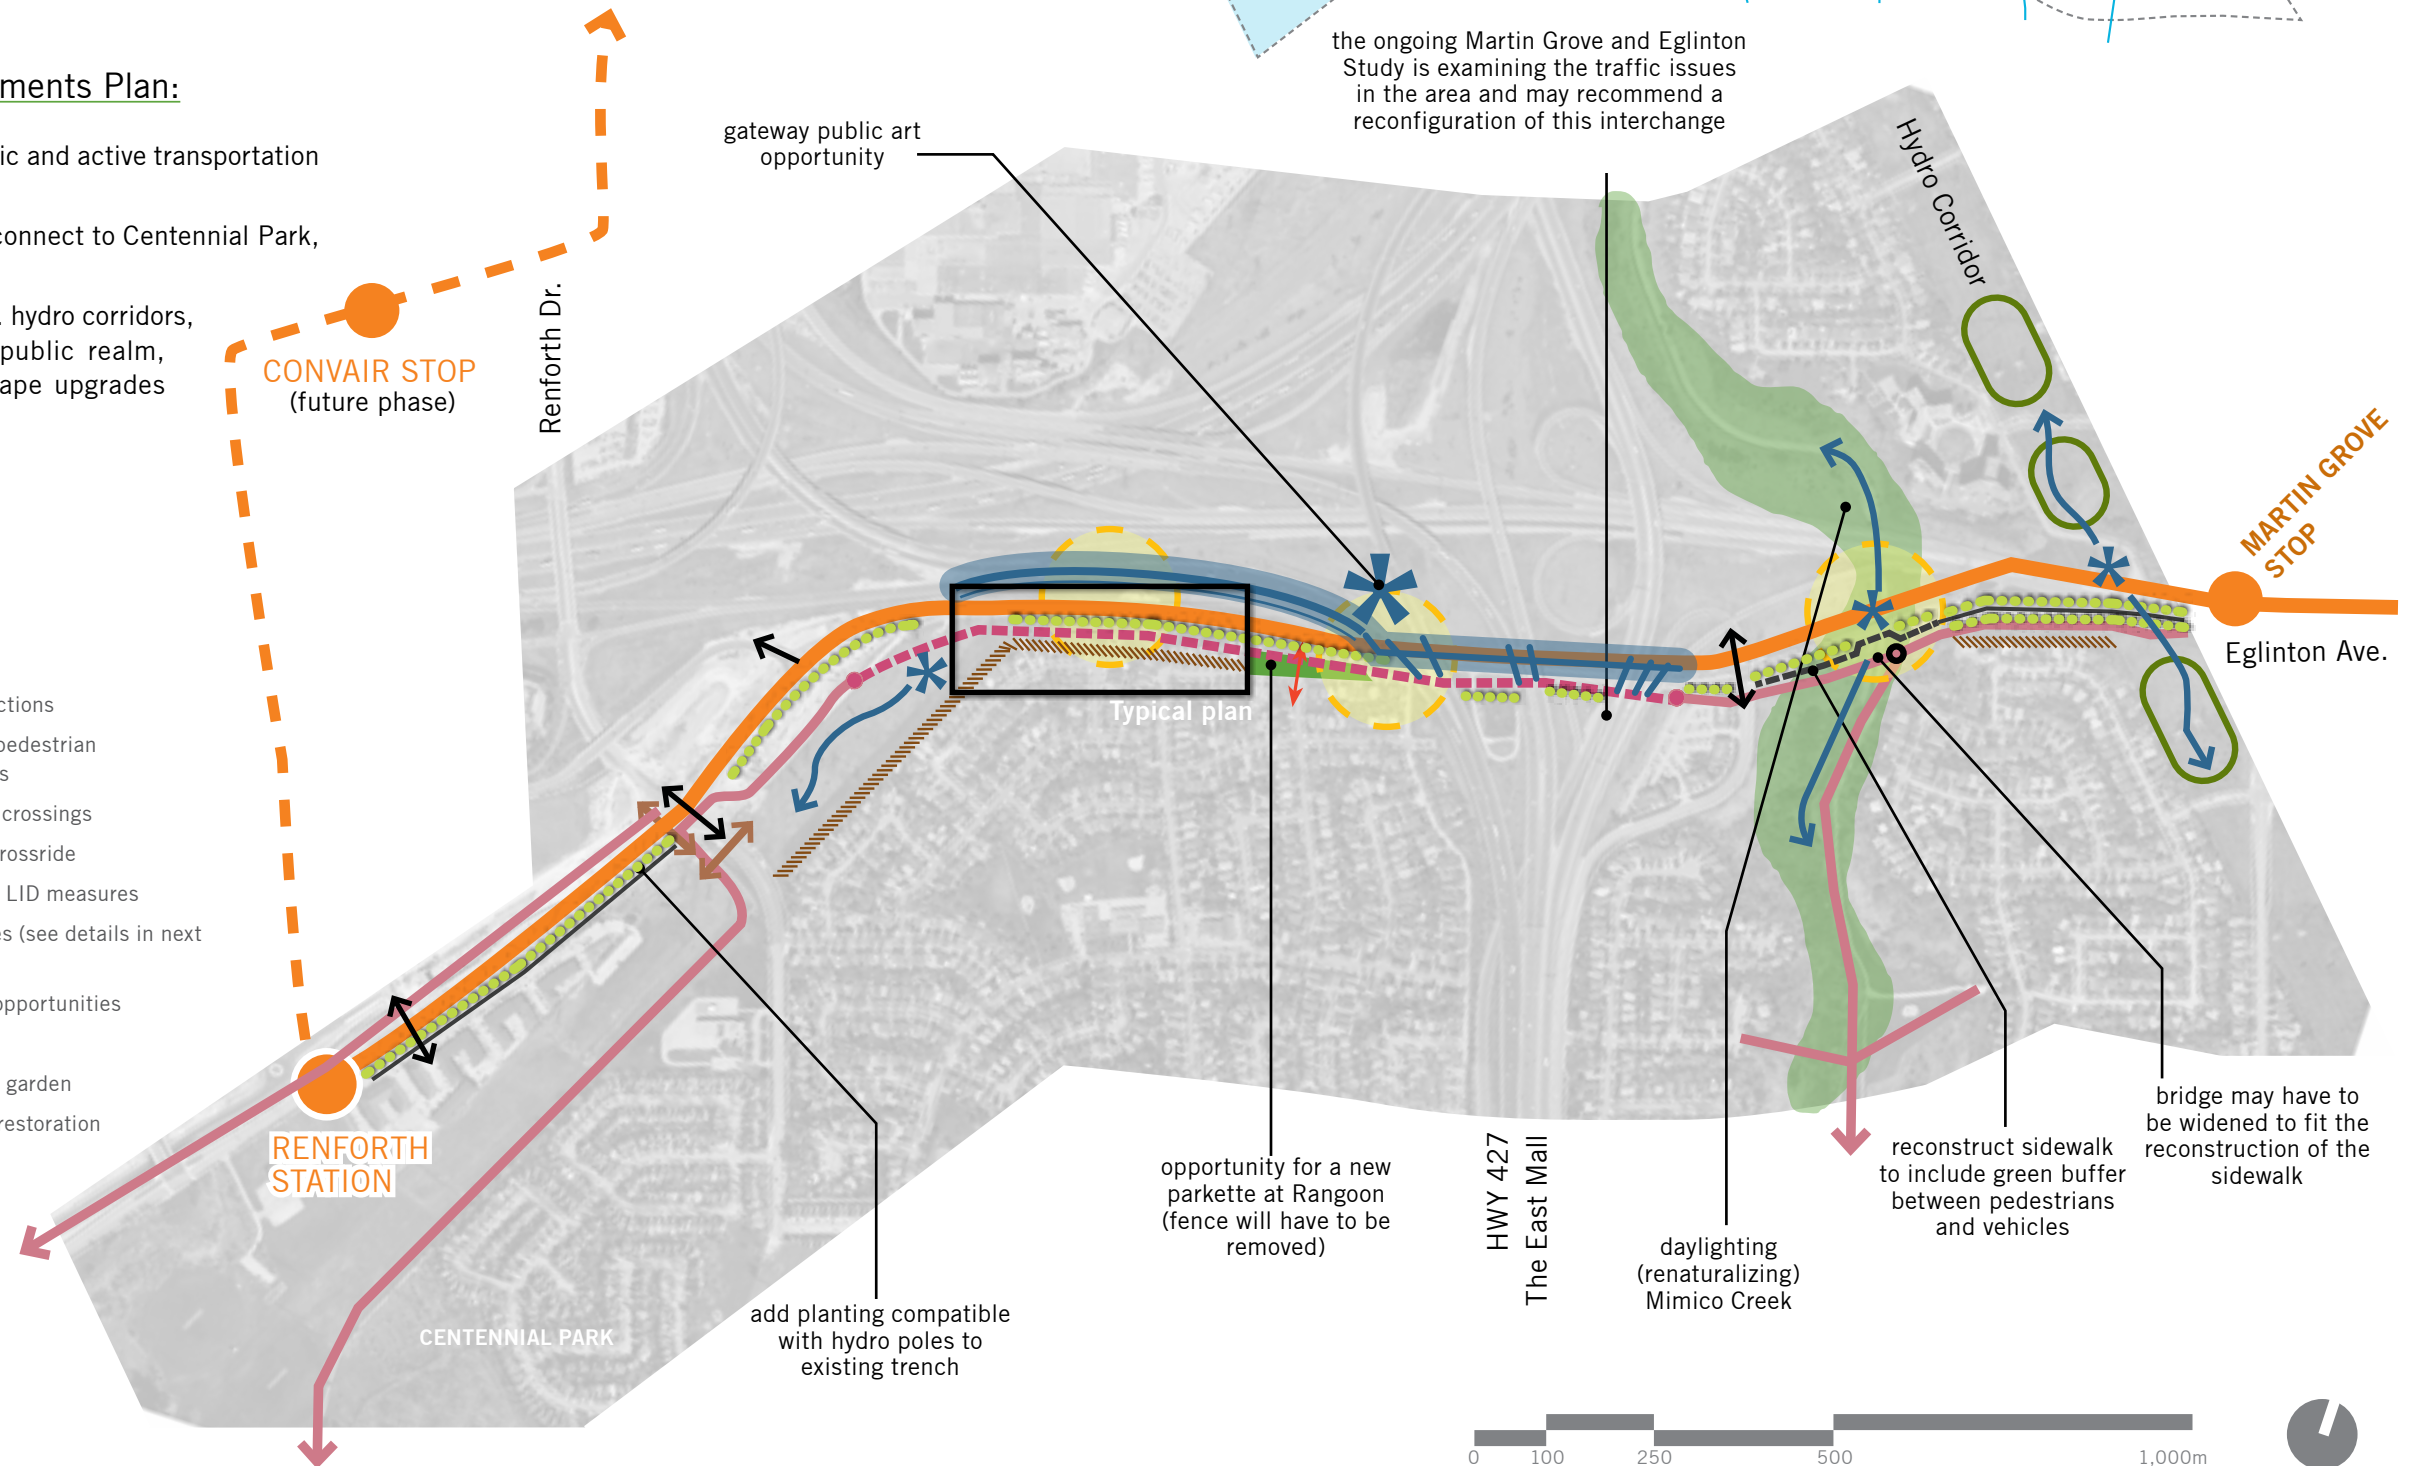 ments Plan:
ic and active transportation
connect to Centennial Park,
hydro corridors,
public realm,
ape upgrades
ctions
pedestrian
s
crossings
rossride
LID measures
es (see details in next
opportunities
garden
restoration
CONVAIR STOP
(future phase)
Renforth Dr.
gateway public art
opportunity
the ongoing Martin Grove and Eglinton
Study is examining the traffic issues
in the area and may recommend a
reconfiguration of this interchange
Hydro Corridor
MARTIN GROVE
STOP
Eglinton Ave.
Typical plan
RENFORTH
STATION
CENTENNIAL PARK
add planting compatible
with hydro poles to
existing trench
opportunity for a new
parkette at Rangoon
(fence will have to be
removed)
HWY 427
The East Mall
daylighting
(renaturalizing)
Mimico Creek
reconstruct sidewalk
to include green buffer
between pedestrians
and vehicles
bridge may have to
be widened to fit the
reconstruction of the
sidewalk
0 100 250 500 1,000m